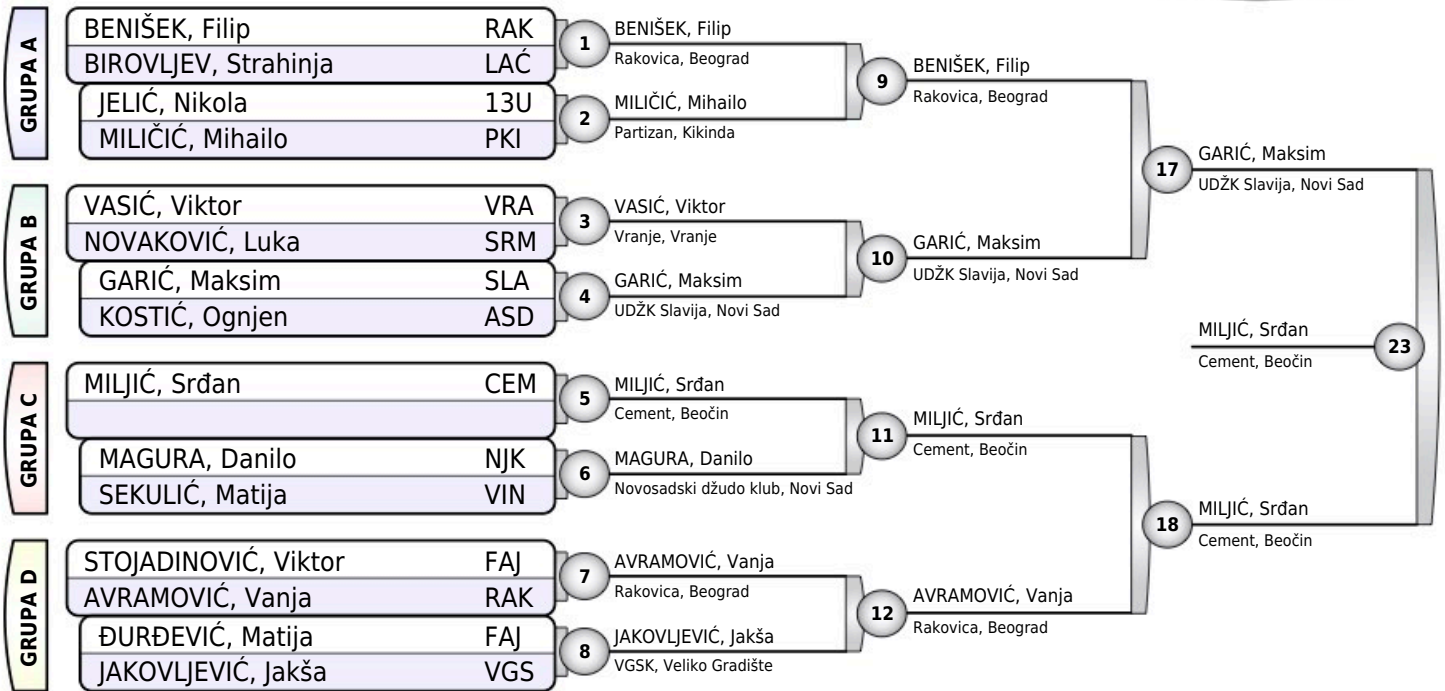 GRUPA A
BENIŠEK, Filip RAK
BIROVLJEV, Strahinja LAĆ
JELIĆ, Nikola 13U
MILIČIĆ, Mihailo PKI
1
BENIŠEK, Filip
Rakovica, Beograd
2
MILIČIĆ, Mihailo
Partizan, Kikinda
9
BENIŠEK, Filip
Rakovica, Beograd
GRUPA B
VASIĆ, Viktor VRA
NOVAKOVIĆ, Luka SRM
GARIĆ, Maksim SLA
KOSTIĆ, Ognjen ASD
3
VASIĆ, Viktor
Vranje, Vranje
4
GARIĆ, Maksim
UDŽK Slavija, Novi Sad
10
GARIĆ, Maksim
UDŽK Slavija, Novi Sad
17
GARIĆ, Maksim
UDŽK Slavija, Novi Sad
GRUPA C
MILJIĆ, Srđan CEM
MAGURA, Danilo NJK
SEKULIĆ, Matija VIN
5
MILJIĆ, Srđan
Cement, Beočin
6
MAGURA, Danilo
Novosadski džudo klub, Novi Sad
11
MILJIĆ, Srđan
Cement, Beočin
GRUPA D
STOJADINOVIĆ, Viktor FAJ
AVRAMOVIĆ, Vanja RAK
ĐURĐEVIĆ, Matija FAJ
JAKOVLJEVIĆ, Jakša VGS
7
AVRAMOVIĆ, Vanja
Rakovica, Beograd
8
JAKOVLJEVIĆ, Jakša
VGSK, Veliko Gradište
12
AVRAMOVIĆ, Vanja
Rakovica, Beograd
18
MILJIĆ, Srđan
Cement, Beočin
MILJIĆ, Srđan
Cement, Beočin
23